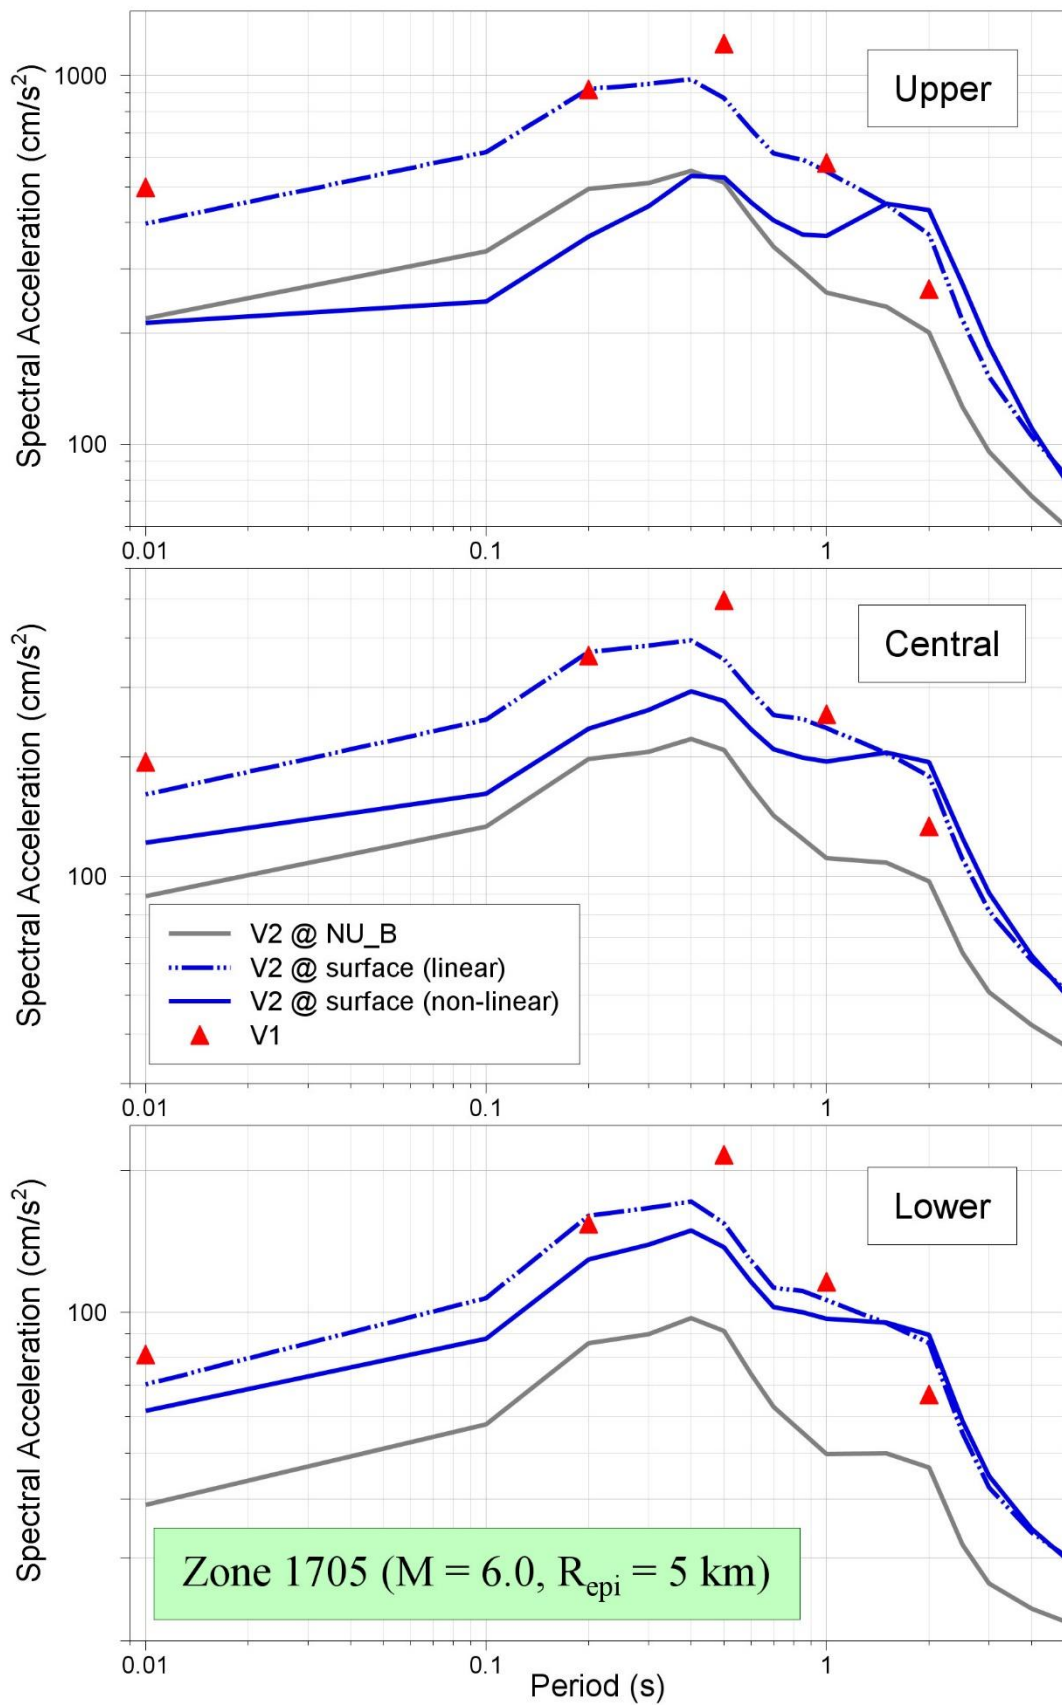 Spectral Acceleration (cm/s²)
1000
100
Upper
0.01 0.1 1
Spectral Acceleration (cm/s²)
100
Central
V2 @ NU_B
V2 @ surface (linear)
V2 @ surface (non-linear)
V1
0.01 0.1 1
Spectral Acceleration (cm/s²)
100
Lower
Zone 1705 (M = 6.0, Repi = 5 km)
0.01 0.1 1
Period (s)